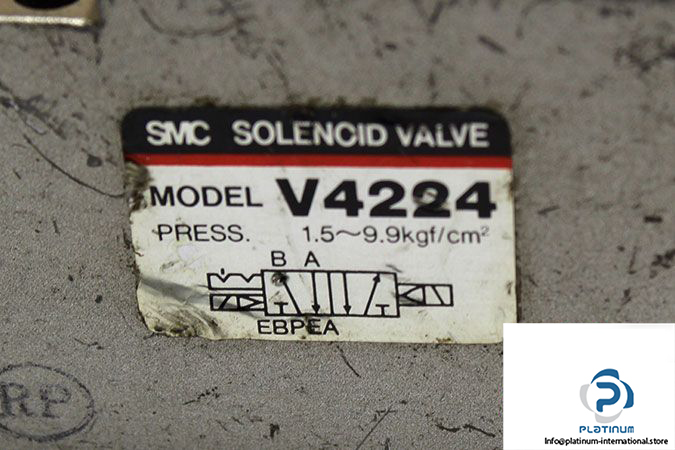 SMC SOLENCID VALVE
MODEL V4224
PRESS. 1.5~9.9kgf/cm²
B A
EBPEA
RP
PLATINUM
Info@platinum-international.store